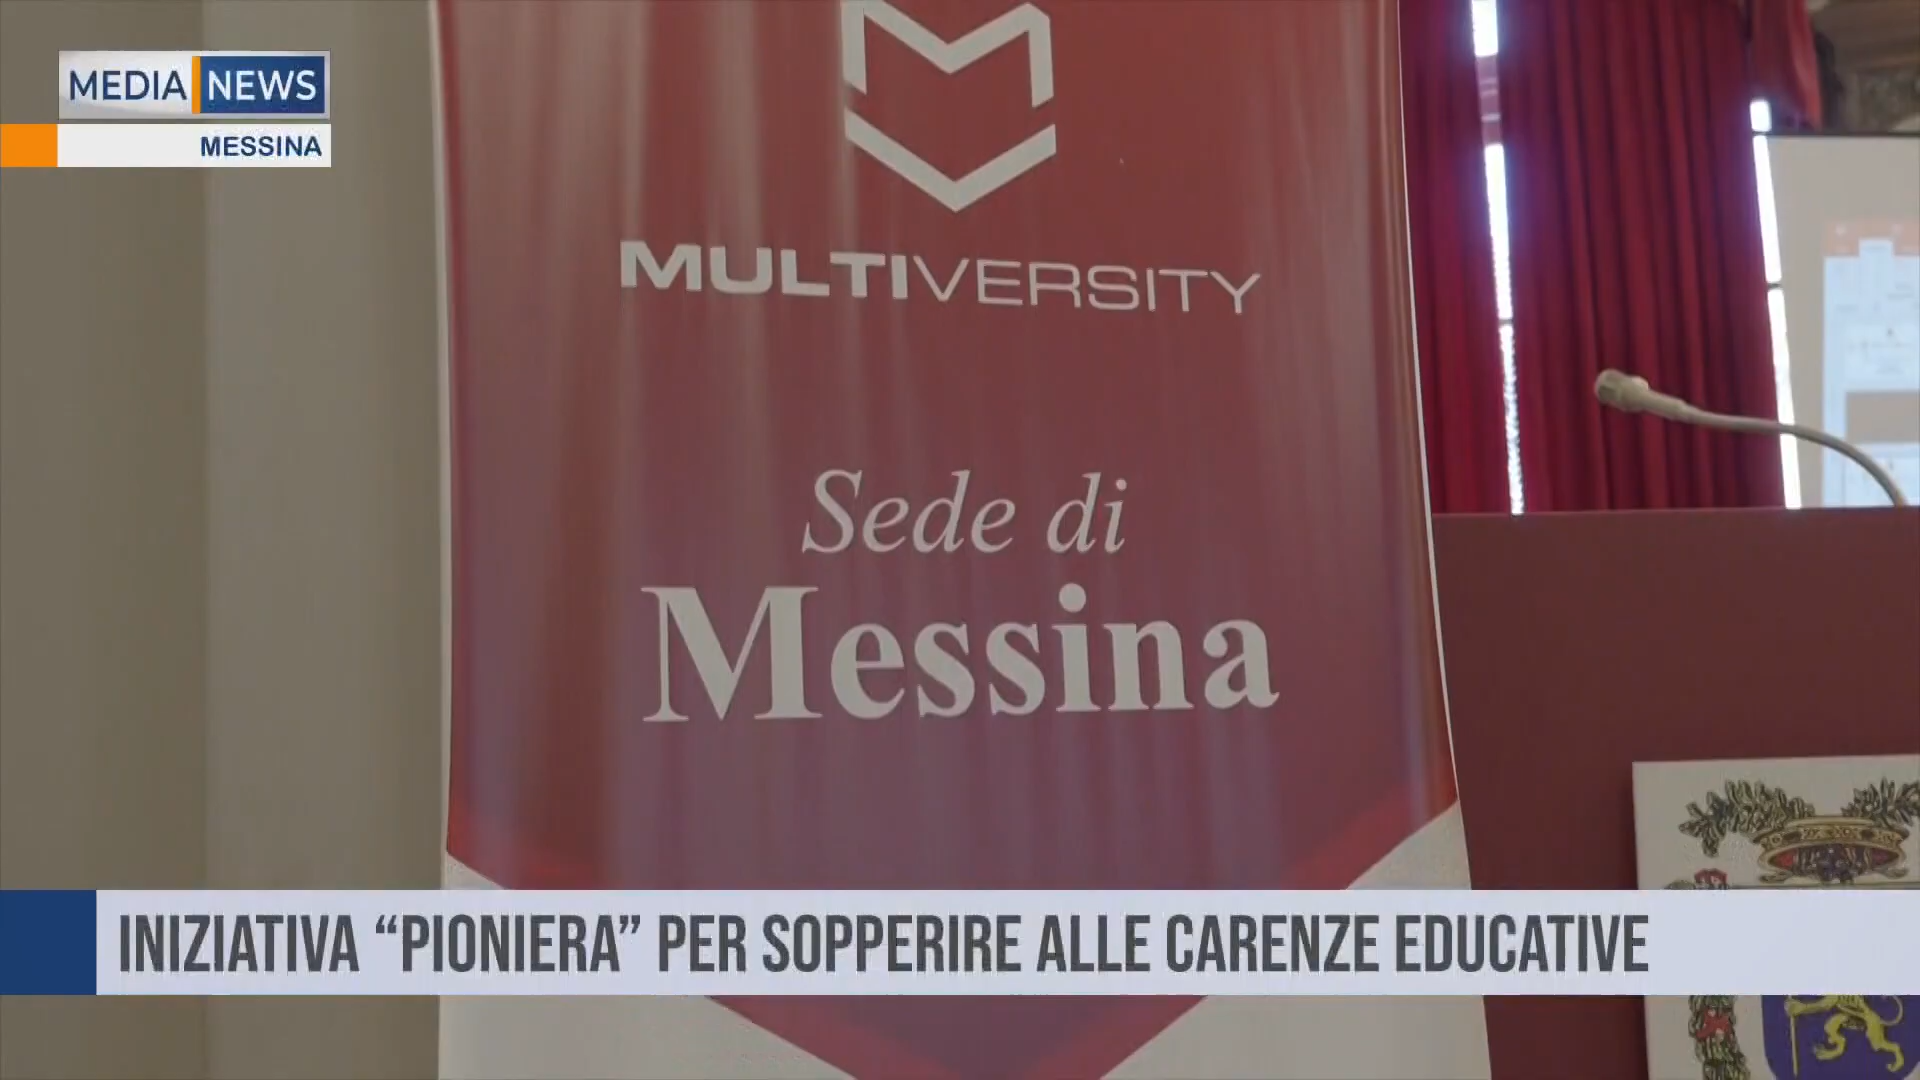 MEDIA NEWS
MESSINA
MULTIVERSITY
Sede di
Messina
INIZIATIVA “PIONIERA” PER SOPPERIRE ALLE CARENZE EDUCATIVE